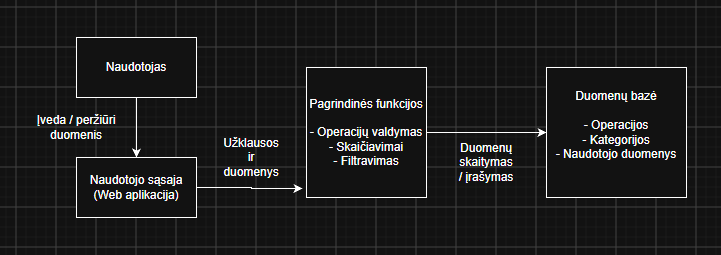 Naudotojas
Įveda / peržiūri
duomenis
Naudotojo sąsaja
(Web aplikacija)
Užklausos
ir
duomenys
Pagrindinės funkcijos
- Operacijų valdymas
- Skaičiavimai
- Filtravimas
Duomenų
skaitymas
/ įrašymas
Duomenų bazė
- Operacijos
- Kategorijos
- Naudotojo duomenys